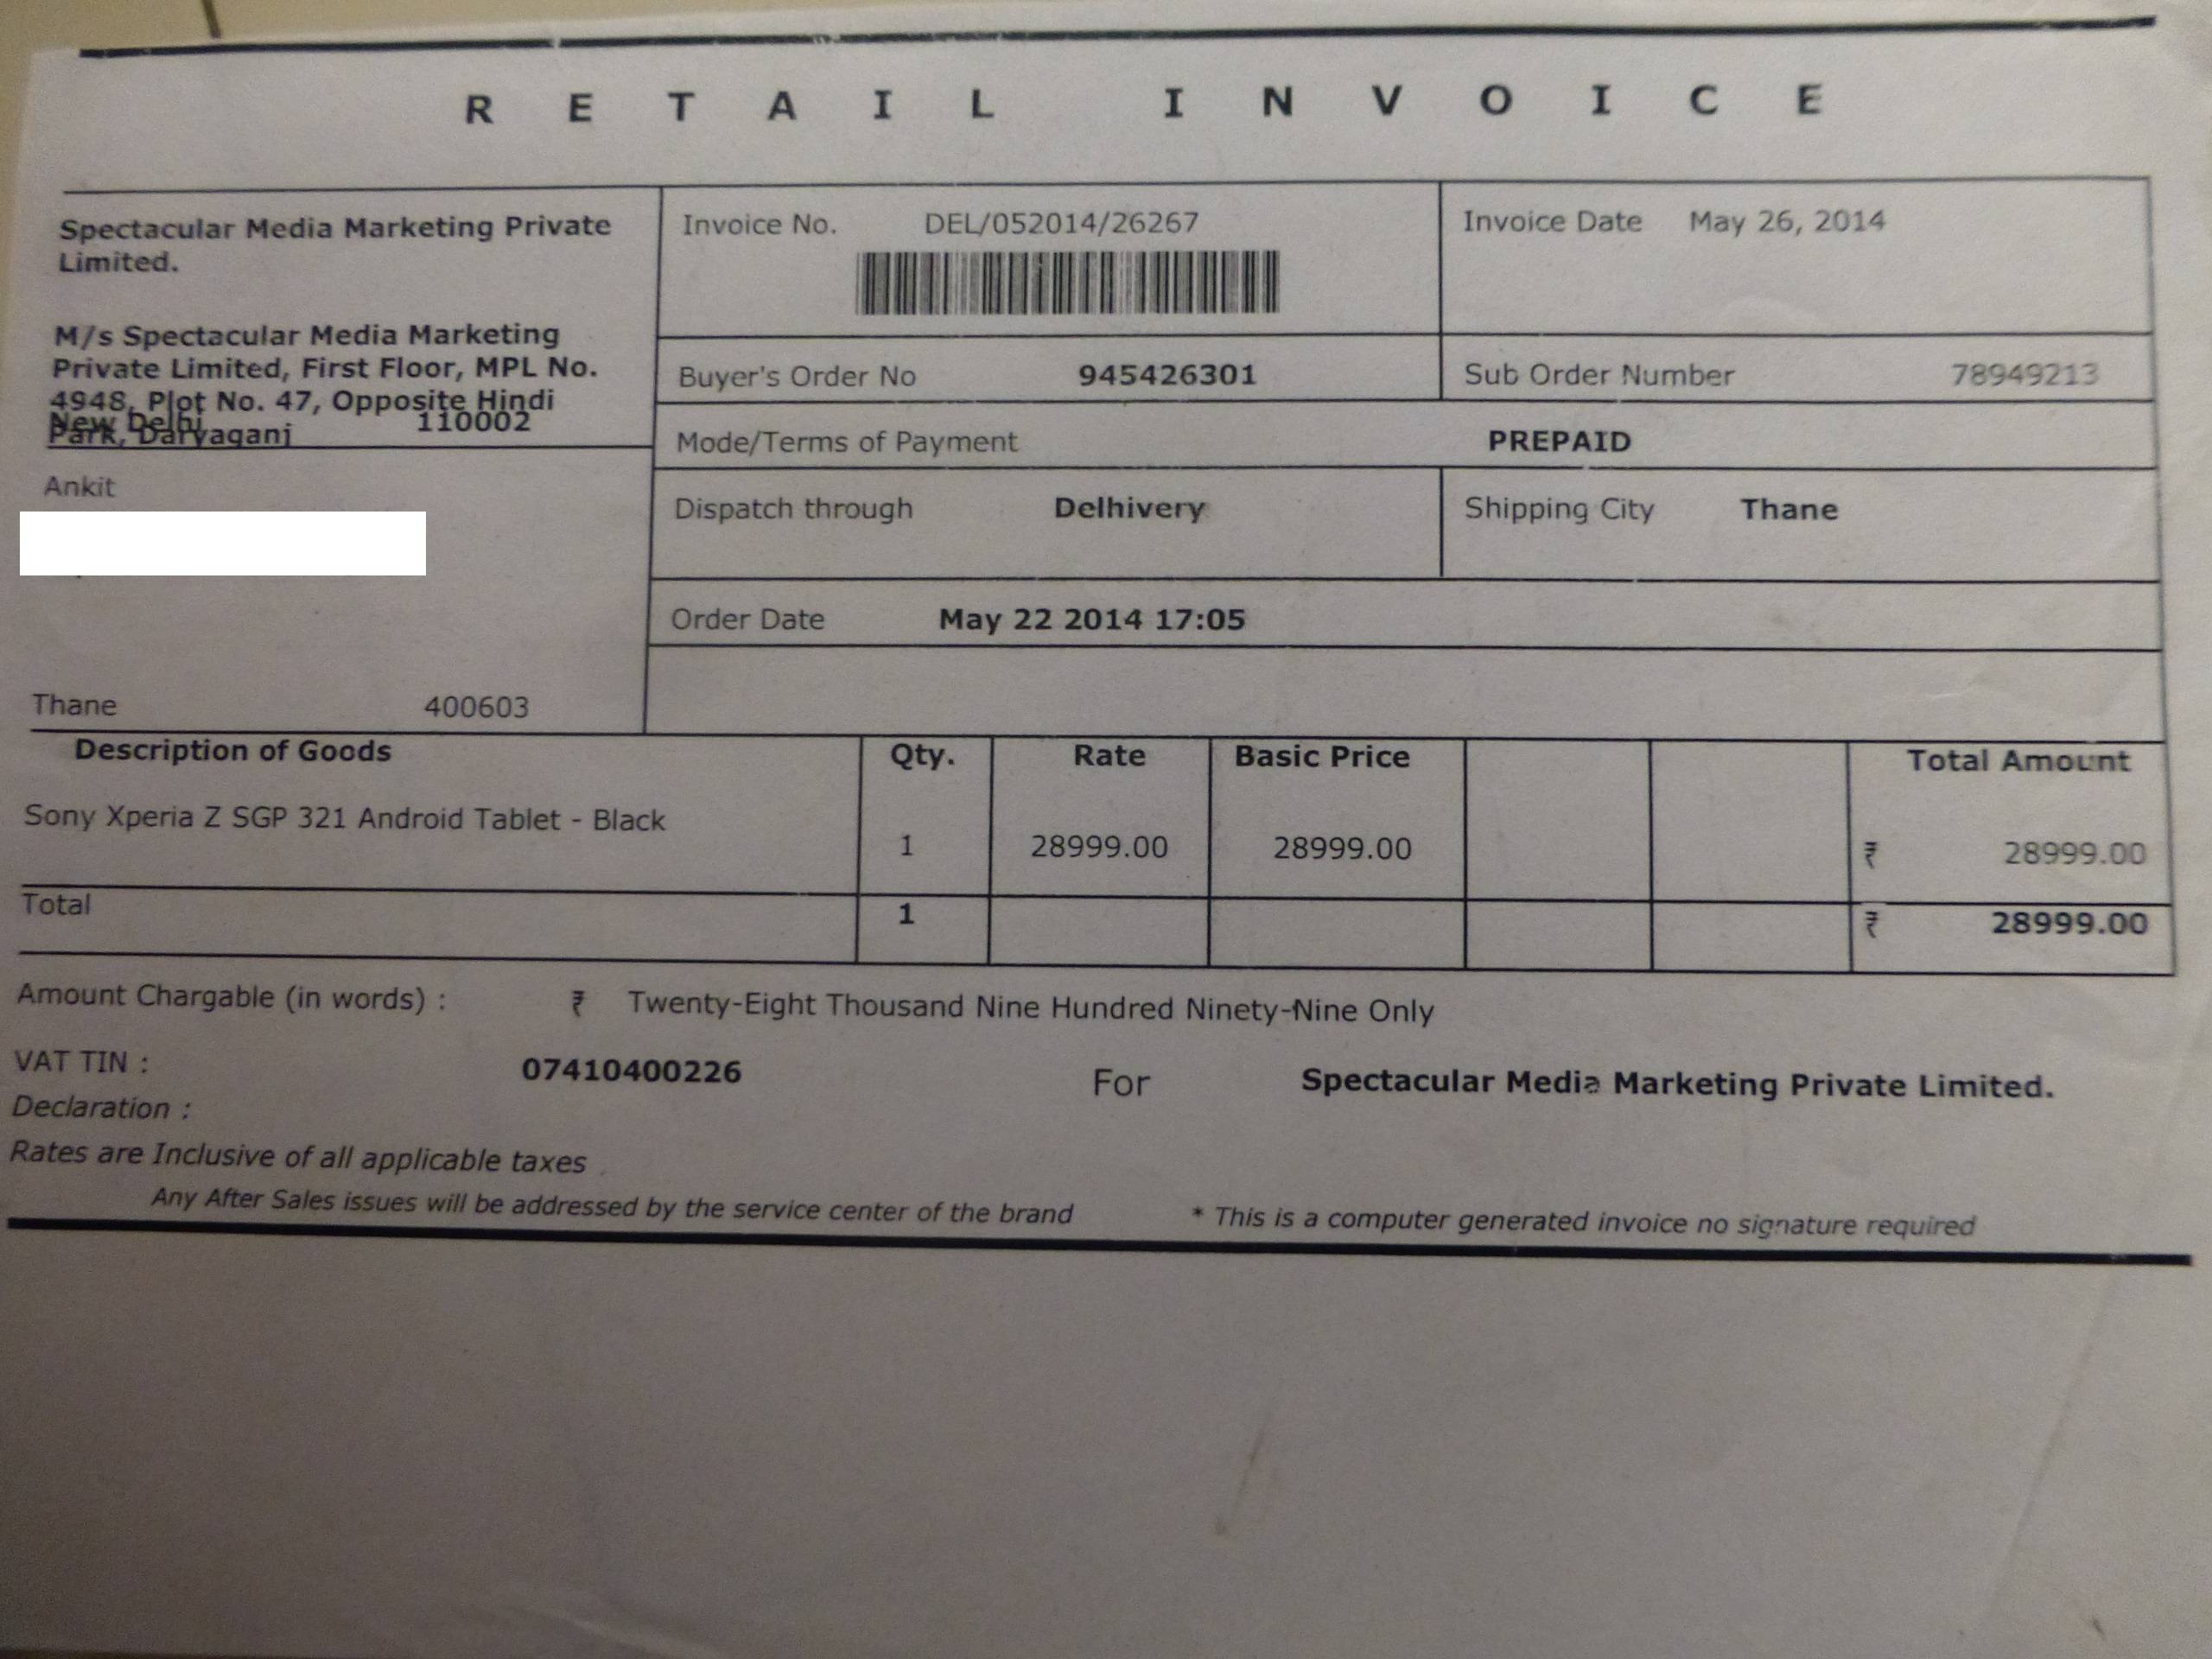 RETAIL INVOICE
Spectacular Media Marketing Private
Limited.
M/s Spectacular Media Marketing
Private Limited, First Floor, MPL No.
4948, Plot No. 47, Opposite Hindi
New Delhi 110002
Park, Daryaganj
Invoice No. DEL/052014/26267
Invoice Date May 26, 2014
Buyer's Order No 945426301
Sub Order Number 78949213
Mode/Terms of Payment PREPAID
Ankit
Dispatch through Delhivery
Shipping City Thane
Order Date May 22 2014 17:05
Thane 400603
Description of Goods Qty. Rate Basic Price Total Amount
Sony Xperia Z SGP 321 Android Tablet - Black
1 28999.00 28999.00 ₹ 28999.00
Total 1 ₹ 28999.00
Amount Chargable (in words) : ₹ Twenty-Eight Thousand Nine Hundred Ninety-Nine Only
VAT TIN : 07410400226 For Spectacular Media Marketing Private Limited.
Declaration :
Rates are Inclusive of all applicable taxes
Any After Sales issues will be addressed by the service center of the brand * This is a computer generated invoice no signature required